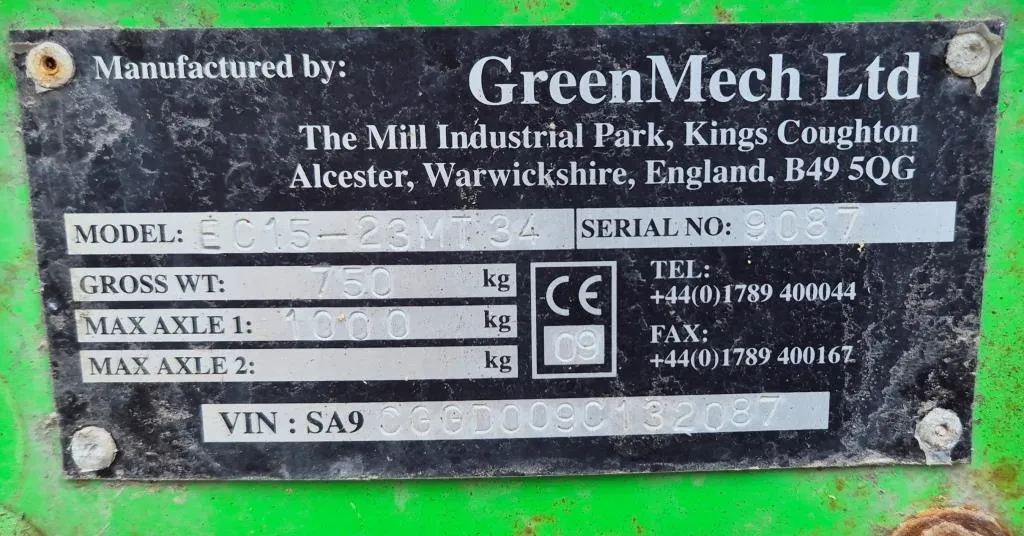 Manufactured by: GreenMech Ltd
The Mill Industrial Park, Kings Coughton
Alcester, Warwickshire, England. B49 5QG
MODEL: EC15-23MT34 SERIAL NO: 9087
GROSS WT: 750 kg
MAX AXLE 1: 1000 kg
MAX AXLE 2: kg
CE
09
TEL:
+44(0)1789 400044
FAX:
+44(0)1789 400167
VIN : SA9 CGGD009C132087